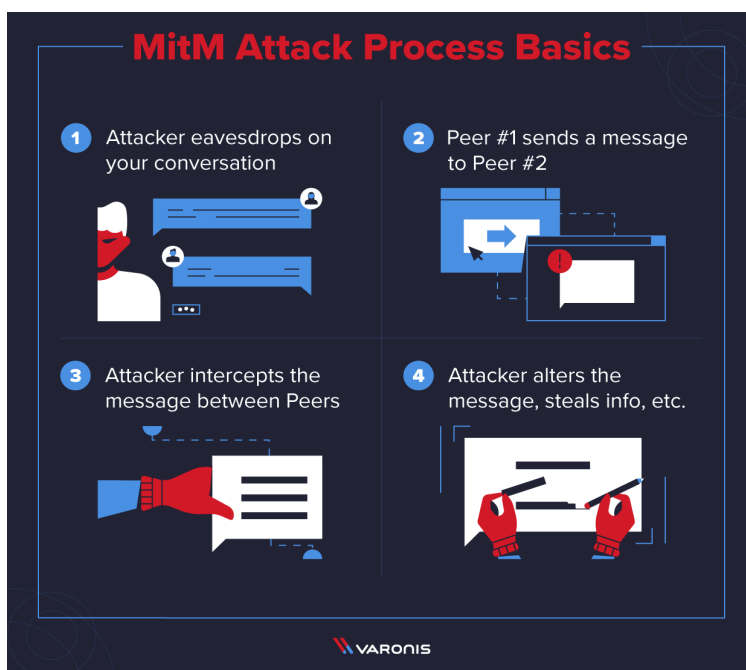 MitM Attack Process Basics
1
Attacker eavesdrops on
your conversation
2
Peer #1 sends a message
to Peer #2
3
Attacker intercepts the
message between Peers
4
Attacker alters the
message, steals info, etc.
VARONIS